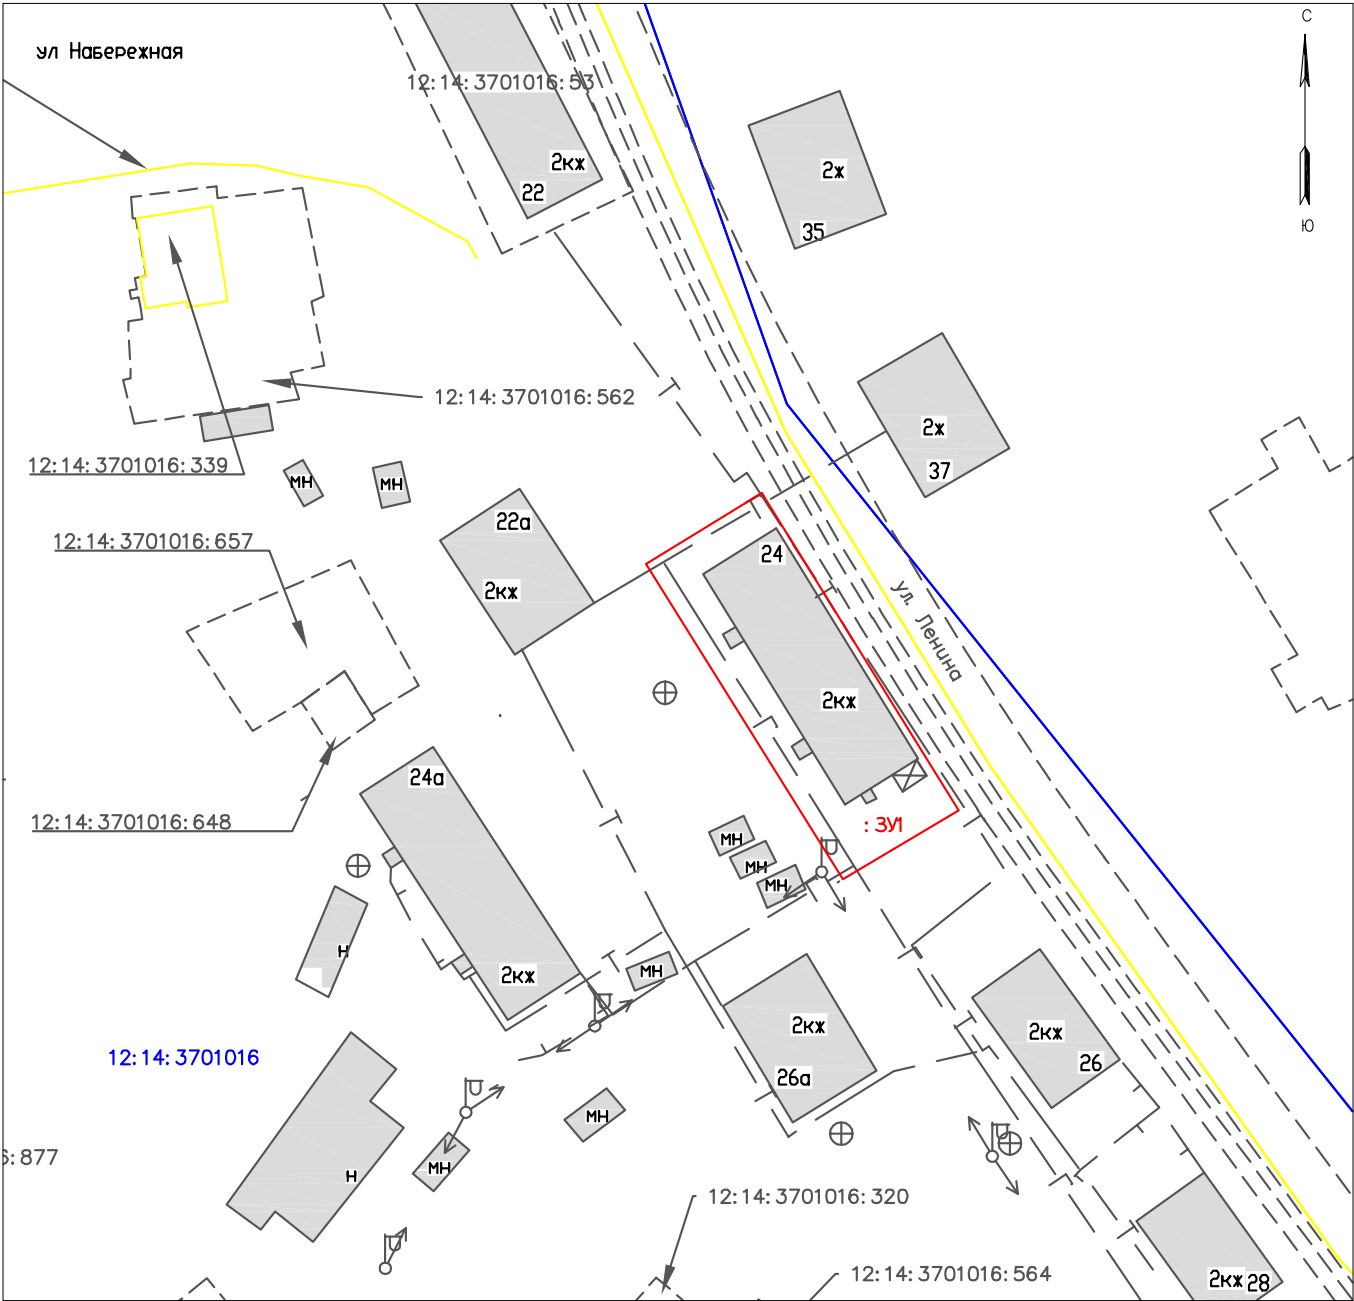 С
ул Набережная
12:14:3701016:53
2кж
22
2ж
35
Ю
12:14:3701016:562
2ж
37
12:14:3701016:339
мн
мн
22а
12:14:3701016:657
24
2кж
ул. Ленина
2кж
24а
12:14:3701016:648
:ЗУ1
мн
мн
мн
н
2кж
мн
2кж
2кж
12:14:3701016
26
26а
мн
:877
мн
н
12:14:3701016:320
12:14:3701016:564
2кж 28